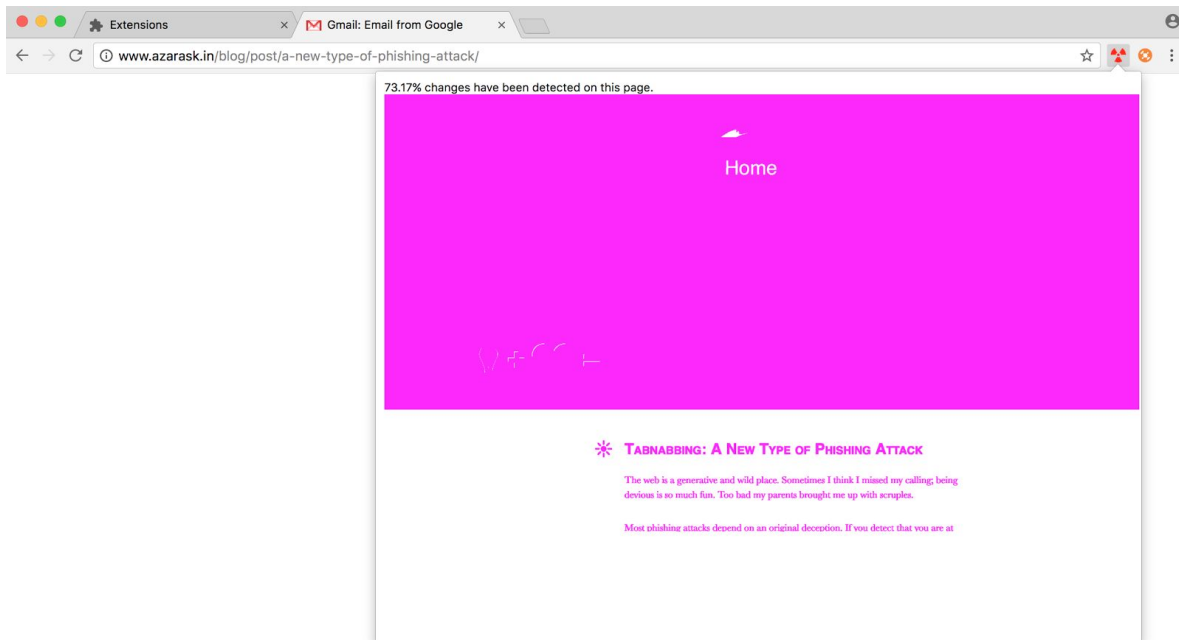 Extensions
Gmail: Email from Google
www.azarask.in/blog/post/a-new-type-of-phishing-attack/
73.17% changes have been detected on this page.
Home
Tabnabbing: A New Type of Phishing Attack
The web is a generative and wild place. Sometimes I think I missed my calling; being
devious is so much fun. Too bad my parents brought me up with scruples.
Most phishing attacks depend on an original deception. If you detect that you are at